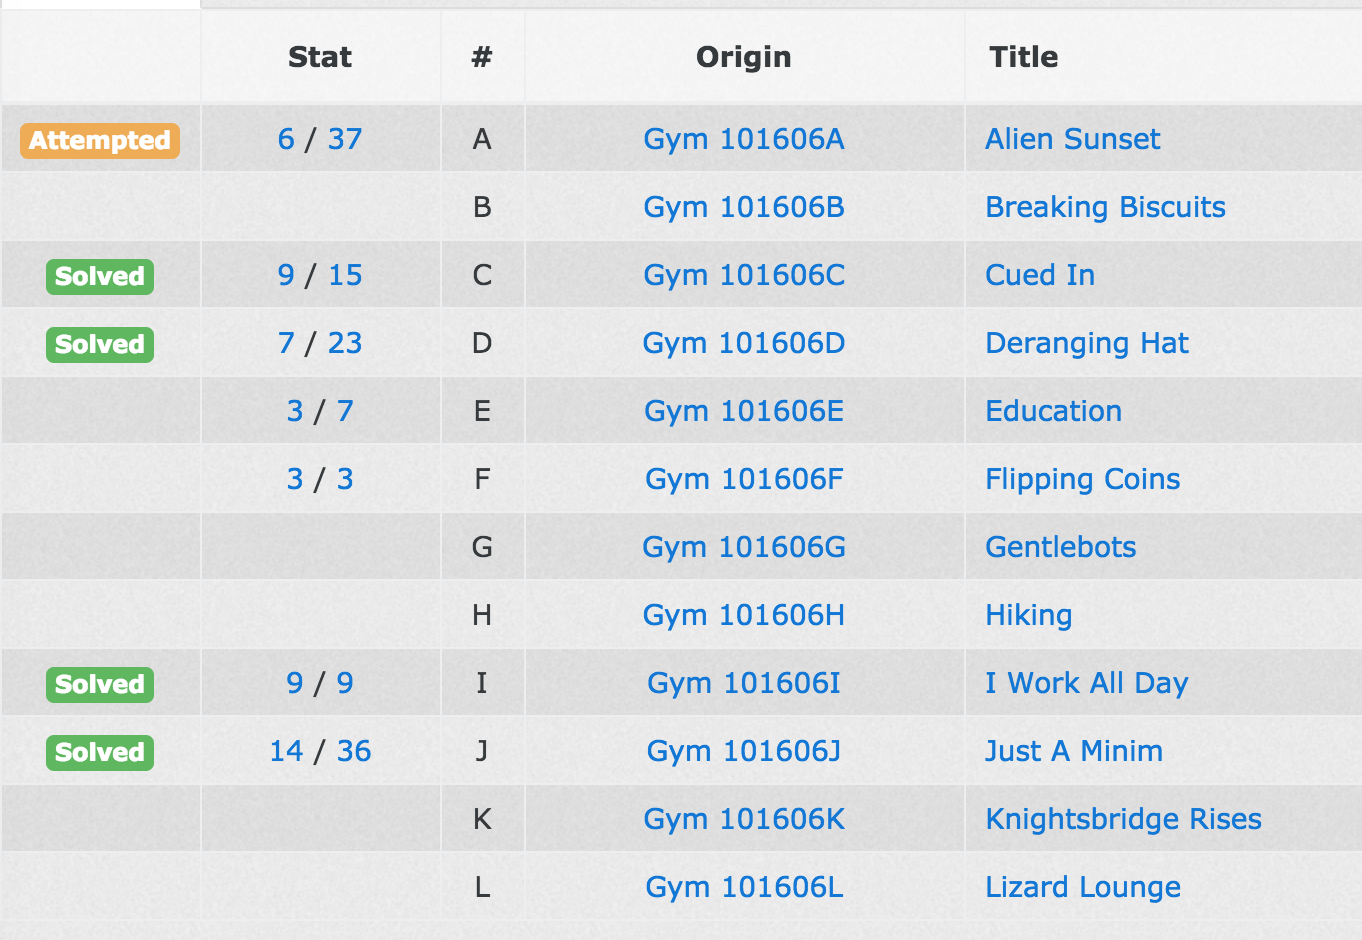 Stat # Origin Title
Attempted 6 / 37 A Gym 101606A Alien Sunset
B Gym 101606B Breaking Biscuits
Solved 9 / 15 C Gym 101606C Cued In
Solved 7 / 23 D Gym 101606D Deranging Hat
3 / 7 E Gym 101606E Education
3 / 3 F Gym 101606F Flipping Coins
G Gym 101606G Gentlebots
H Gym 101606H Hiking
Solved 9 / 9 I Gym 101606I I Work All Day
Solved 14 / 36 J Gym 101606J Just A Minim
K Gym 101606K Knightsbridge Rises
L Gym 101606L Lizard Lounge